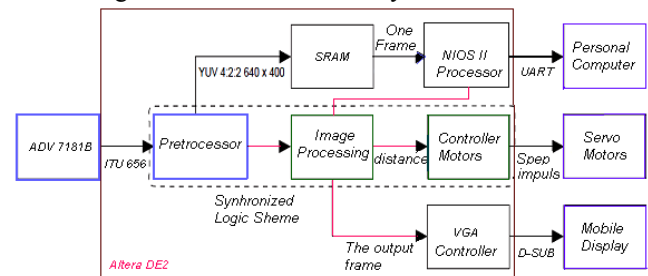 One
Frame
SRAM
NIOS II
Processor
Personal
Computer
YUV 4:2:2 640 x 400
UART
ADV 7181B
ITU 656
Pretrocessor
Image
Processing
distance
Controller
Motors
Spep
impuls
Servo
Motors
Synhronized
Logic Sheme
The output
frame
VGA
Controller
D-SUB
Mobile
Display
Altera DE2